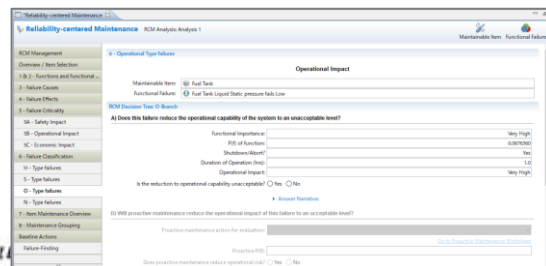 *Reliability-centered Maintenance
Reliability-centered Maintenance RCM Analysis: Analysis 1
Maintainable Item Functional Failure
RCM Management
Overview / Item Selection
1 & 2 - Functions and Functional ...
3 - Failure Causes
4 - Failure Effects
5 - Failure Criticality
5A - Safety Impact
5B - Operational Impact
5C - Economic Impact
6 - Failure Classification
H - Type failures
S - Type failures
O - Type failures
N - Type failures
7 - Item Maintenance Overview
8 - Maintenance Grouping
Baseline Actions
Failure-Finding
6 - Operational Type failures
Operational Impact
Maintainable Item: Fuel Tank
Functional Failure: Fuel Tank Liquid Static pressure fails Low
RCM Decision Tree O-Branch
A) Does this failure reduce the operational capability of the system to an unacceptable level?
Functional Importance: Very High
P(f) of Function:
Shutdown/Abort? Yes
Duration of Operation (hrs): 1.0
Operational Impact: Very High
Is the reduction to operational capability unacceptable? Yes No
Answer Narrative
B) Will proactive maintenance reduce the operational impact of this failure to an acceptable level?
Proactive maintenance action for evaluation:
Go to Proactive Maintenance Worksheet
Proactive P(f):
Does proactive maintenance reduce operational risk? Yes No